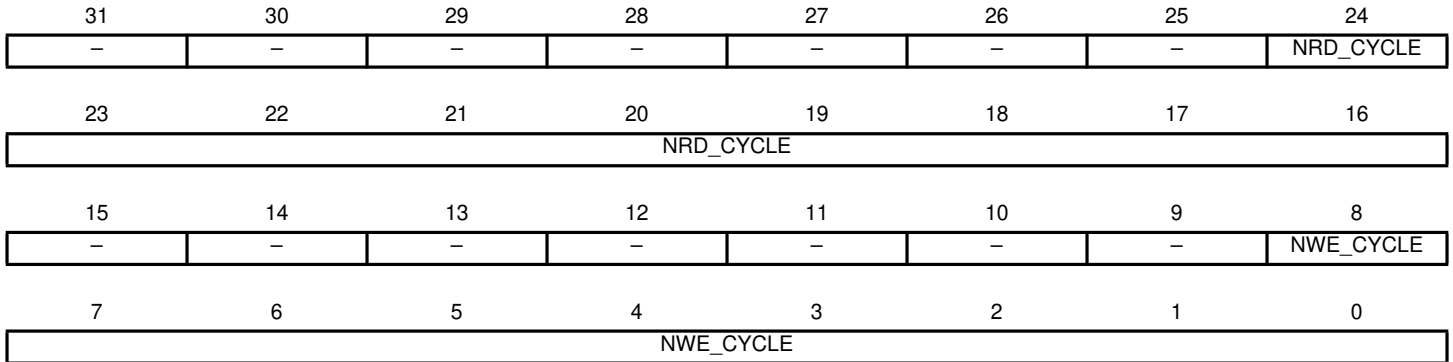 31 30 29 28 27 26 25 24
– – – – – – – NRD_CYCLE
23 22 21 20 19 18 17 16
NRD_CYCLE
15 14 13 12 11 10 9 8
– – – – – – – NWE_CYCLE
7 6 5 4 3 2 1 0
NWE_CYCLE